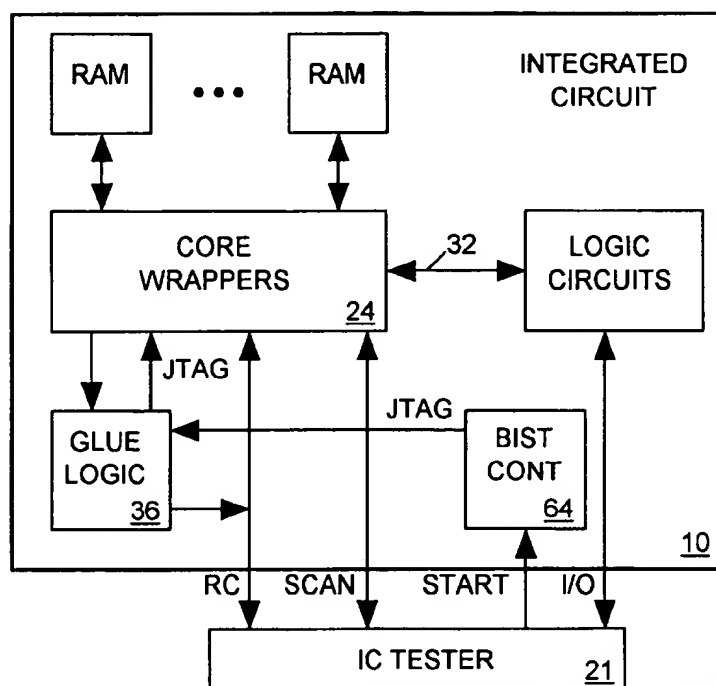 RAM
RAM
INTEGRATED
CIRCUIT
CORE
WRAPPERS
24
32
LOGIC
CIRCUITS
JTAG
JTAG
GLUE
LOGIC
36
BIST
CONT
64
10
RC
SCAN
START
I/O
IC TESTER
21